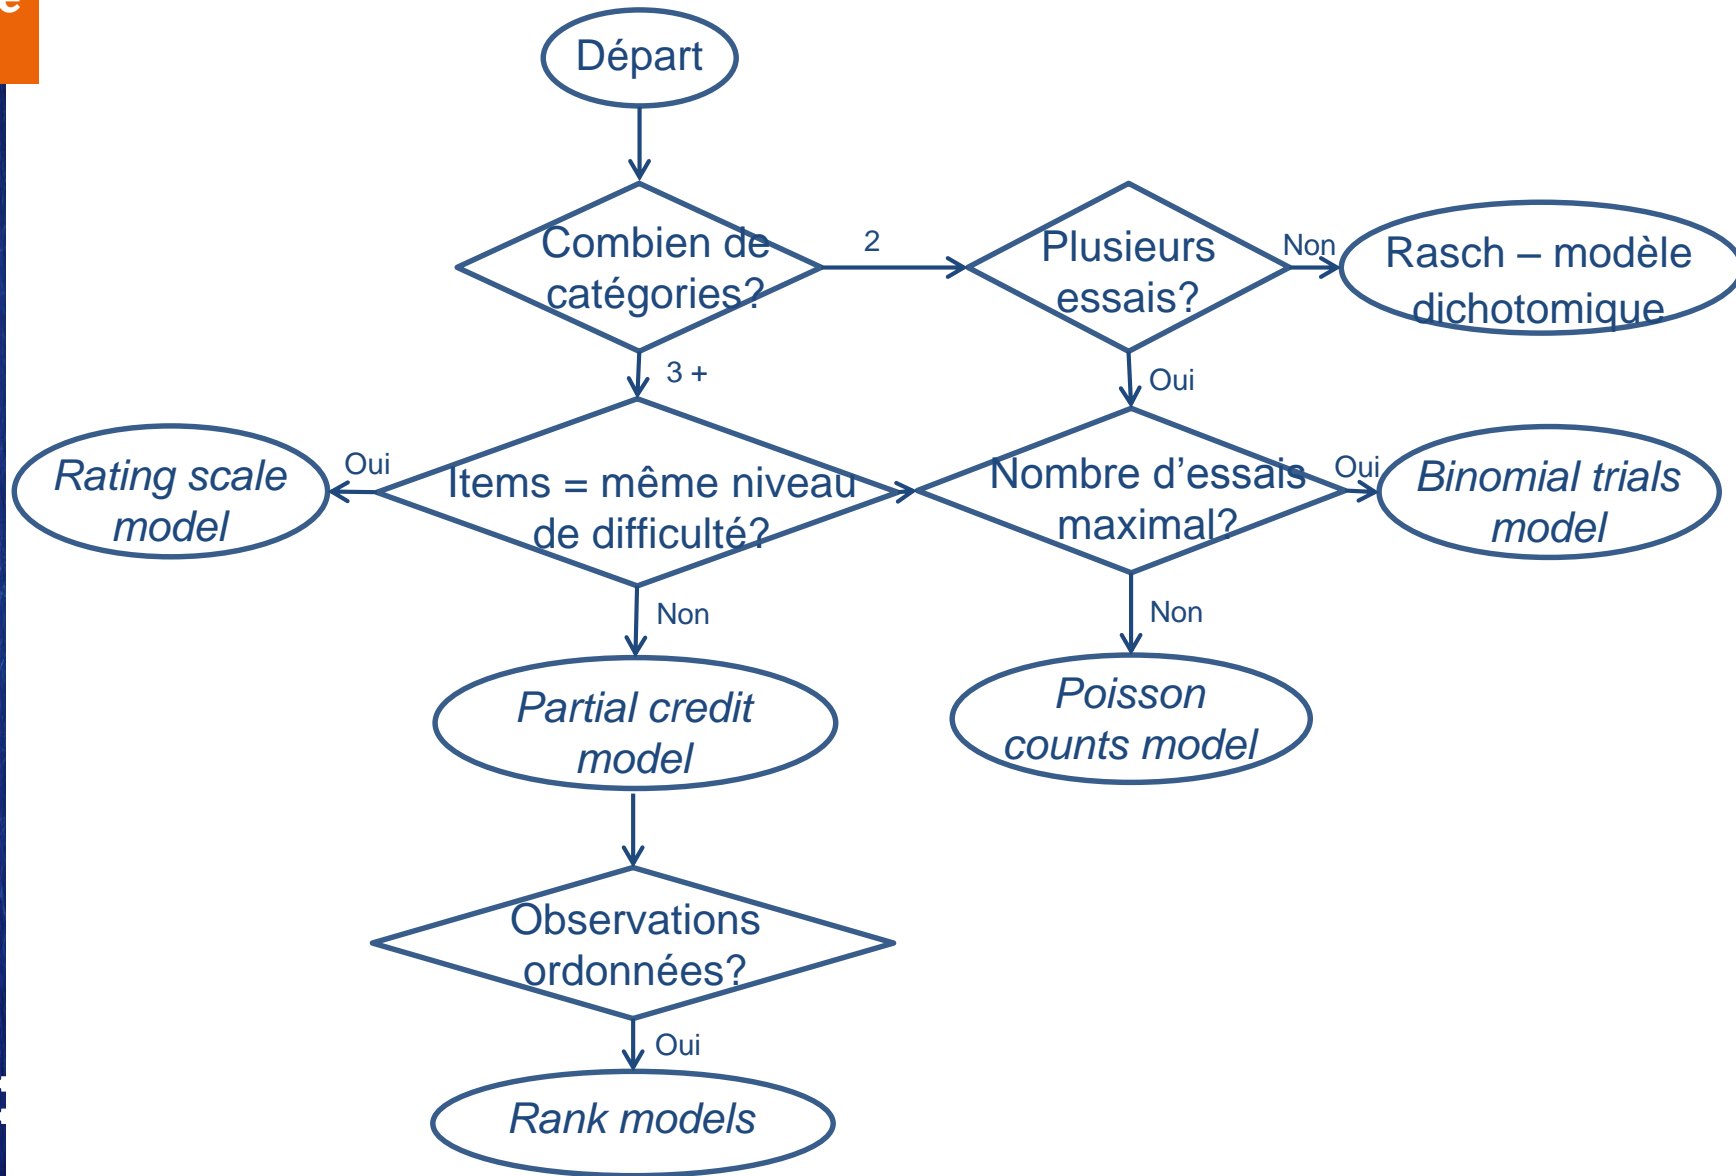 e
Départ
Combien de
catégories?
2
Plusieurs
essais?
Non
Rasch – modèle
dichotomique
3 +
Oui
Rating scale
model
Oui
Items = même niveau
de difficulté?
Nombre d'essais
maximal?
Oui
Binomial trials
model
Non
Non
Partial credit
model
Poisson
counts model
Observations
ordonnées?
Oui
Rank models